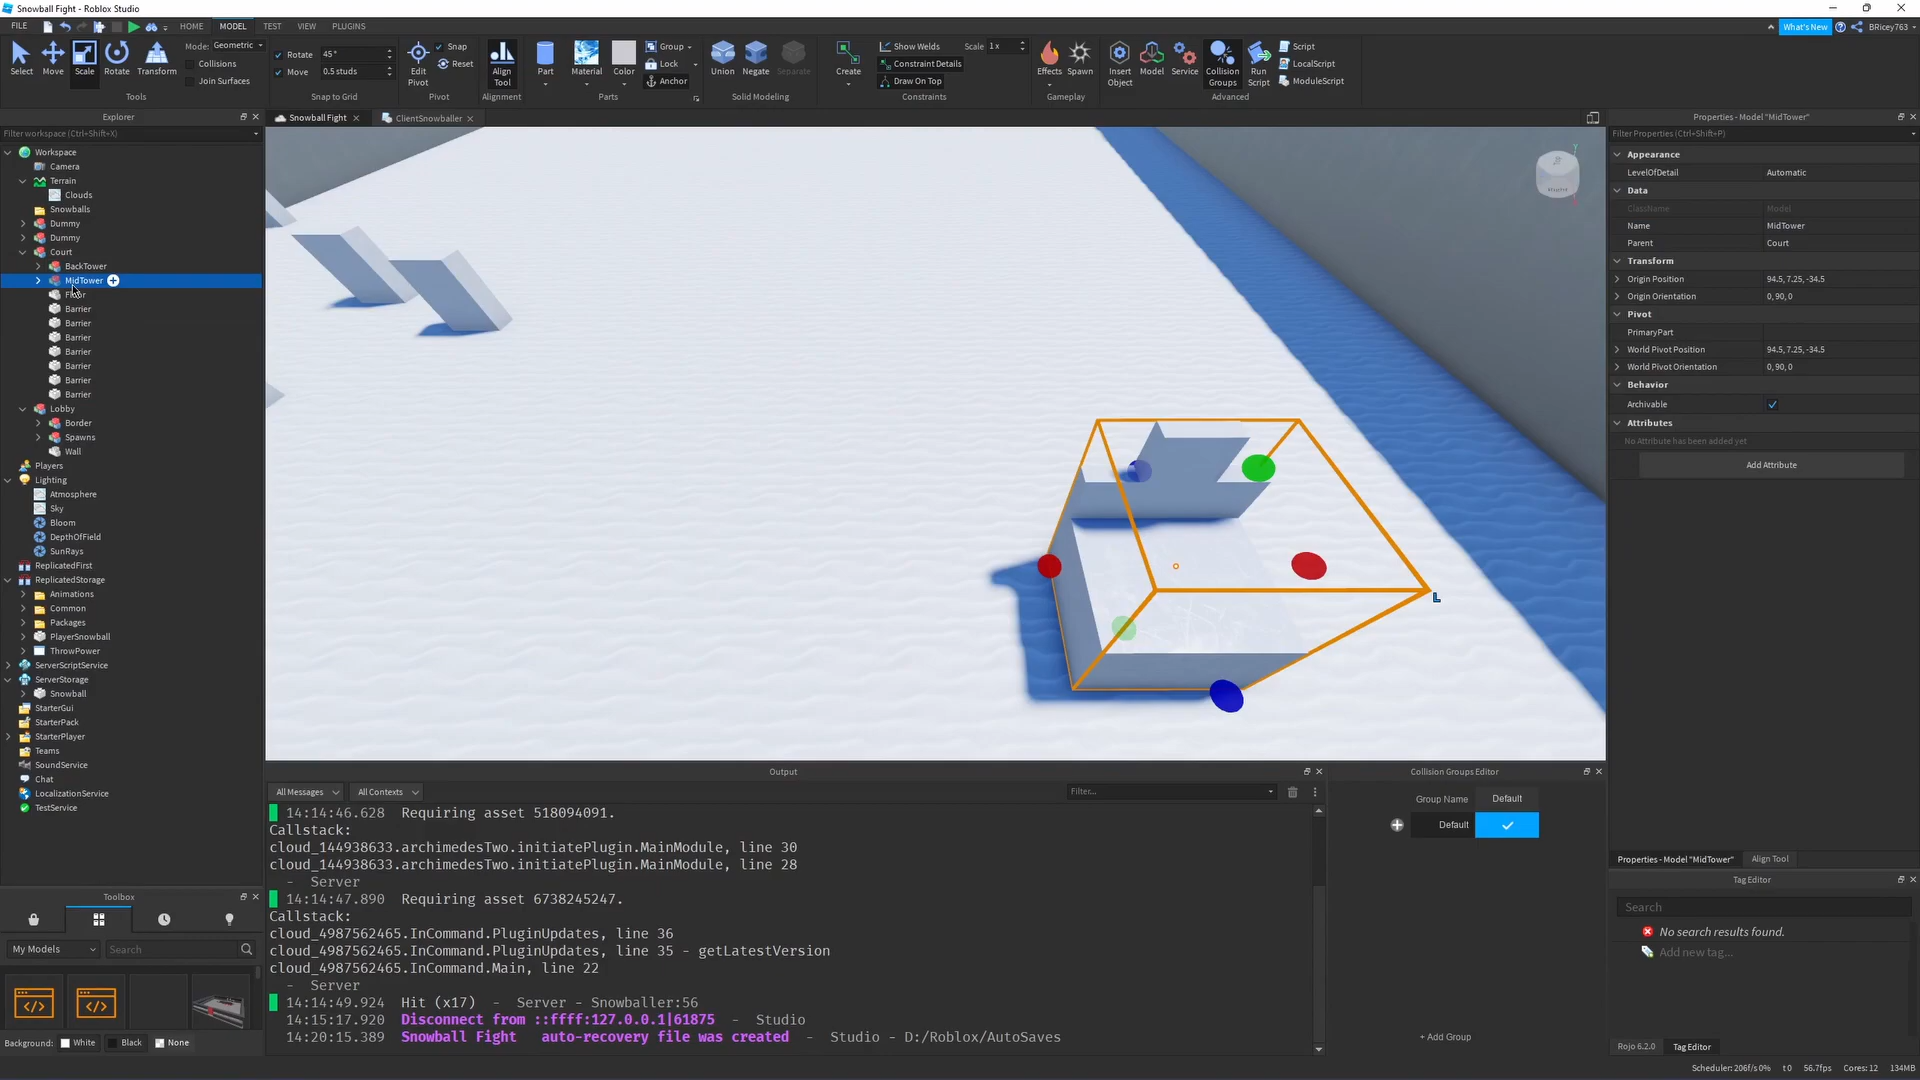 Snowball Fight - Roblox Studio
FILE
HOME
MODEL
TEST
VIEW
PLUGINS
What's New
BRicey763
Select
Move
Scale
Rotate
Transform
Mode: Geometric
Collisions
Join Surfaces
Tools
Rotate 45°
Move 0.5 studs
Snap to Grid
Edit Pivot
Snap
Reset
Pivot
Align Tool
Alignment
Part
Material
Color
Group
Lock
Anchor
Parts
Union
Negate
Separate
Solid Modeling
Create
Show Welds
Scale 1x
Constraint Details
Draw On Top
Constraints
Effects
Spawn
Gameplay
Insert Object
Model
Service
Collision Groups
Run Script
Script
LocalScript
ModuleScript
Advanced
Explorer
Filter workspace (Ctrl+Shift+X)
Workspace
Camera
Terrain
Clouds
Snowballs
Dummy
Dummy
Court
BackTower
MidTower
Barrier
Barrier
Barrier
Barrier
Barrier
Barrier
Barrier
Lobby
Border
Spawns
Wall
Players
Lighting
Atmosphere
Sky
Bloom
DepthOfField
SunRays
ReplicatedFirst
ReplicatedStorage
Animations
Common
Packages
PlayerSnowball
ThrowPower
ServerScriptService
ServerStorage
Snowball
StarterGui
StarterPack
StarterPlayer
Teams
SoundService
Chat
LocalizationService
TestService
Toolbox
My Models
Search
Background: White Black None
Snowball Fight
ClientSnowballer
L
Output
All Messages
All Contexts
Filter...
14:14:46.628 Requiring asset 518094091.
Callstack:
cloud_144938633.archimedesTwo.initiatePlugin.MainModule, line 30
cloud_144938633.archimedesTwo.initiatePlugin.MainModule, line 28
- Server
14:14:47.890 Requiring asset 6738245247.
Callstack:
cloud_4987562465.InCommand.PluginUpdates, line 36
cloud_4987562465.InCommand.PluginUpdates, line 35 - getLatestVersion
cloud_4987562465.InCommand.Main, line 22
- Server
14:14:49.924 Hit (x17) - Server - Snowballer:56
14:15:17.920 Disconnect from ::ffff:127.0.0.1|61875 - Studio
14:20:15.389 Snowball Fight auto-recovery file was created - Studio - D:/Roblox/AutoSaves
Collision Groups Editor
Group Name
Default
Default
+ Add Group
Properties - Model "MidTower"
Filter Properties (Ctrl+Shift+P)
Appearance
LevelOfDetail Automatic
Data
ClassName Model
Name MidTower
Parent Court
Transform
Origin Position 94.5, 7.25, -34.5
Origin Orientation 0, 90, 0
Pivot
PrimaryPart
World Pivot Position 94.5, 7.25, -34.5
World Pivot Orientation 0, 90, 0
Behavior
Archivable
Attributes
No Attribute has been added yet
Add Attribute
Properties - Model "MidTower"
Align Tool
Tag Editor
Search
No search results found.
Add new tag...
Rojo 6.2.0
Tag Editor
Scheduler: 206f/s 0% t 0 56.7fps Cores: 12 134MB